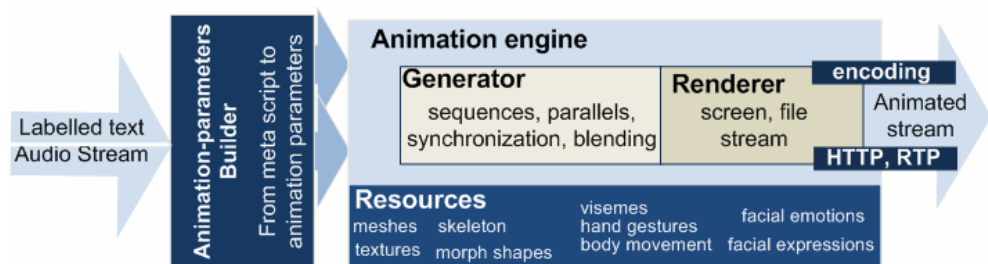 Labelled text
Audio Stream
Animation-parameters
Builder
From meta script to
animation parameters
Animation engine
Generator
sequences, parallels,
synchronization, blending
Renderer
screen, file
stream
encoding
Animated
stream
HTTP, RTP
Resources
meshes
skeleton
textures
morph shapes
visemes
hand gestures
body movement
facial emotions
facial expressions